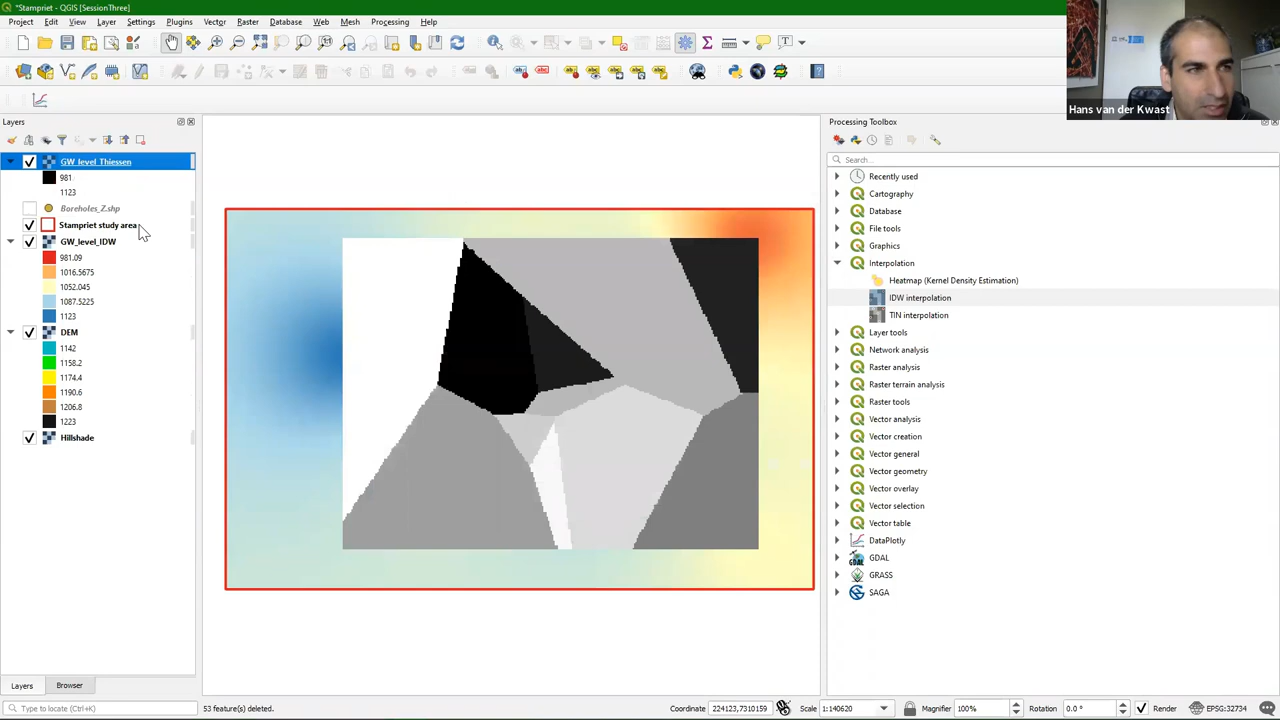 *Stampriet - QGIS [SessionThree]
Project Edit View Layer Settings Plugins Vector Raster Database Web Mesh Processing Help
Hans van der Kwast
Layers
GW_level_Thiessen
981
1123
Boreholes_Z.shp
Stampriet study area
GW_level_IDW
981.09
1016.5675
1052.045
1087.5225
1123
DEM
1142
1158.2
1174.4
1190.6
1206.8
1223
Hillshade
Layers Browser
Processing Toolbox
Search...
Recently used
Cartography
Database
File tools
Graphics
Interpolation
Heatmap (Kernel Density Estimation)
IDW interpolation
TIN interpolation
Layer tools
Network analysis
Raster analysis
Raster terrain analysis
Raster tools
Vector analysis
Vector creation
Vector general
Vector geometry
Vector overlay
Vector selection
Vector table
DataPlotly
GDAL
GRASS
SAGA
Type to locate (Ctrl+K) 53 feature(s) deleted. Coordinate 224123,7310159 Scale 1:140620 Magnifier 100% Rotation 0.0 ° Render EPSG:32734